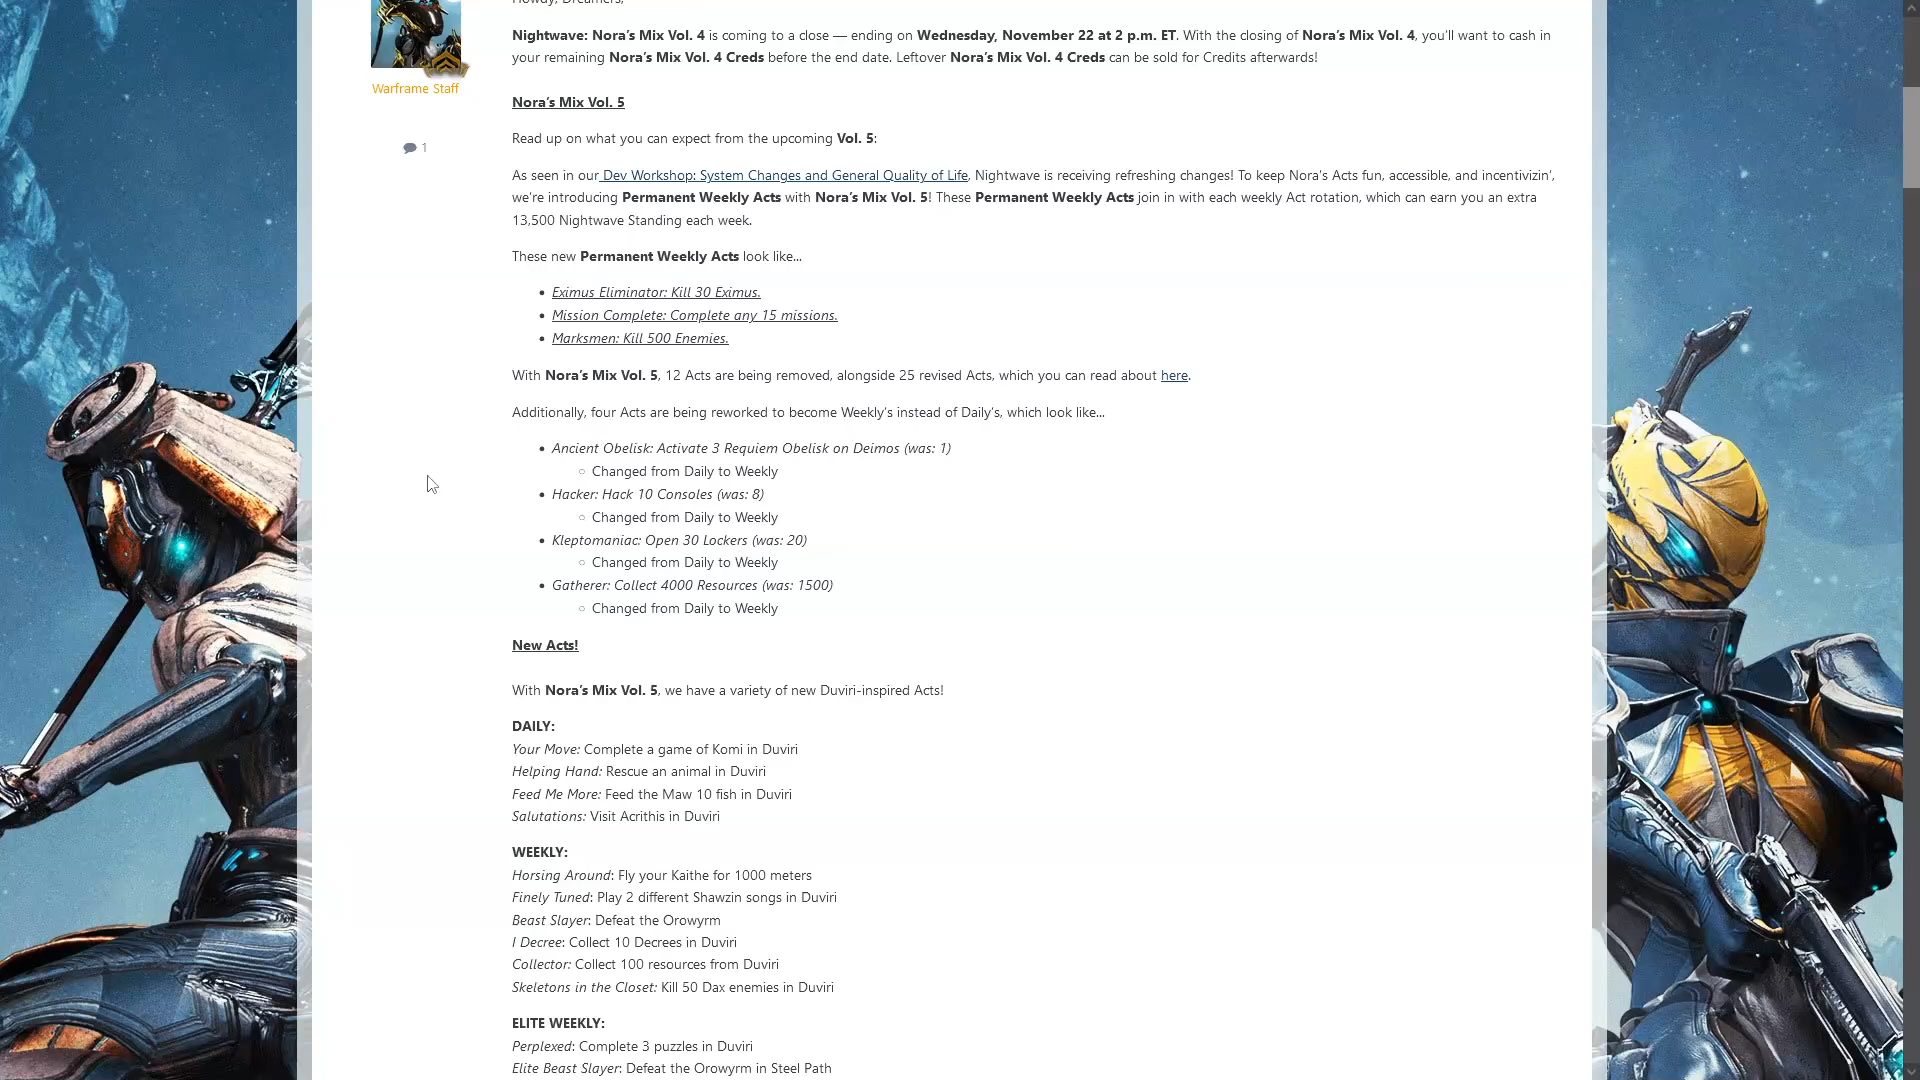 Howdy, Dreamers,
Nightwave: Nora's Mix Vol. 4 is coming to a close — ending on Wednesday, November 22 at 2 p.m. ET. With the closing of Nora's Mix Vol. 4, you'll want to cash in
your remaining Nora's Mix Vol. 4 Creds before the end date. Leftover Nora's Mix Vol. 4 Creds can be sold for Credits afterwards!
Warframe Staff
1
Nora's Mix Vol. 5
Read up on what you can expect from the upcoming Vol. 5:
As seen in our Dev Workshop: System Changes and General Quality of Life, Nightwave is receiving refreshing changes! To keep Nora's Acts fun, accessible, and incentivizin',
we're introducing Permanent Weekly Acts with Nora's Mix Vol. 5! These Permanent Weekly Acts join in with each weekly Act rotation, which can earn you an extra
13,500 Nightwave Standing each week.
These new Permanent Weekly Acts look like...
• Eximus Eliminator: Kill 30 Eximus.
• Mission Complete: Complete any 15 missions.
• Marksmen: Kill 500 Enemies.
With Nora's Mix Vol. 5, 12 Acts are being removed, alongside 25 revised Acts, which you can read about here.
Additionally, four Acts are being reworked to become Weekly's instead of Daily's, which look like...
• Ancient Obelisk: Activate 3 Requiem Obelisk on Deimos (was: 1)
○ Changed from Daily to Weekly
• Hacker: Hack 10 Consoles (was: 8)
○ Changed from Daily to Weekly
• Kleptomaniac: Open 30 Lockers (was: 20)
○ Changed from Daily to Weekly
• Gatherer: Collect 4000 Resources (was: 1500)
○ Changed from Daily to Weekly
New Acts!
With Nora's Mix Vol. 5, we have a variety of new Duviri-inspired Acts!
DAILY:
Your Move: Complete a game of Komi in Duviri
Helping Hand: Rescue an animal in Duviri
Feed Me More: Feed the Maw 10 fish in Duviri
Salutations: Visit Acrithis in Duviri
WEEKLY:
Horsing Around: Fly your Kaithe for 1000 meters
Finely Tuned: Play 2 different Shawzin songs in Duviri
Beast Slayer: Defeat the Orowyrm
I Decree: Collect 10 Decrees in Duviri
Collector: Collect 100 resources from Duviri
Skeletons in the Closet: Kill 50 Dax enemies in Duviri
ELITE WEEKLY:
Perplexed: Complete 3 puzzles in Duviri
Elite Beast Slayer: Defeat the Orowyrm in Steel Path